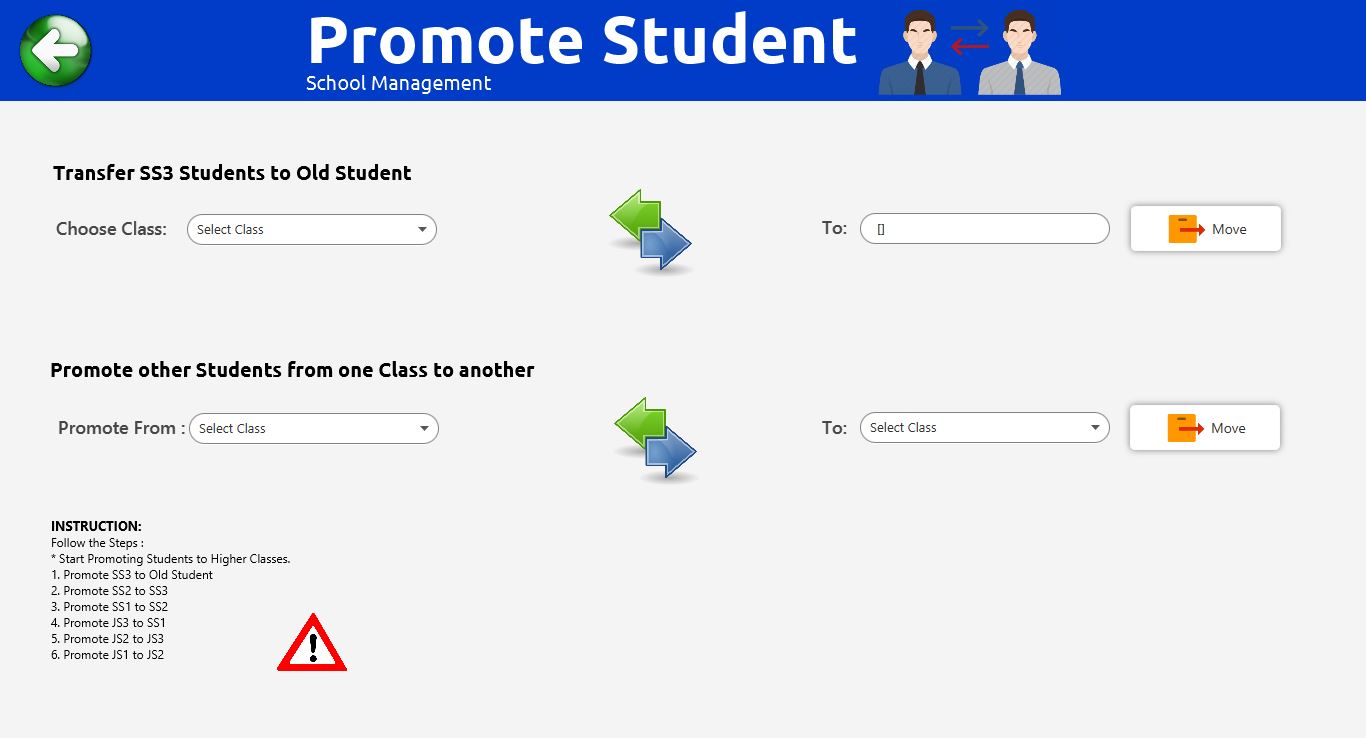 Promote Student
School Management
Transfer SS3 Students to Old Student
Choose Class: Select Class To: [] Move
Promote other Students from one Class to another
Promote From : Select Class To: Select Class Move
INSTRUCTION:
Follow the Steps :
* Start Promoting Students to Higher Classes.
1. Promote SS3 to Old Student
2. Promote SS2 to SS3
3. Promote SS1 to SS2
4. Promote JS3 to SS1
5. Promote JS2 to JS3
6. Promote JS1 to JS2